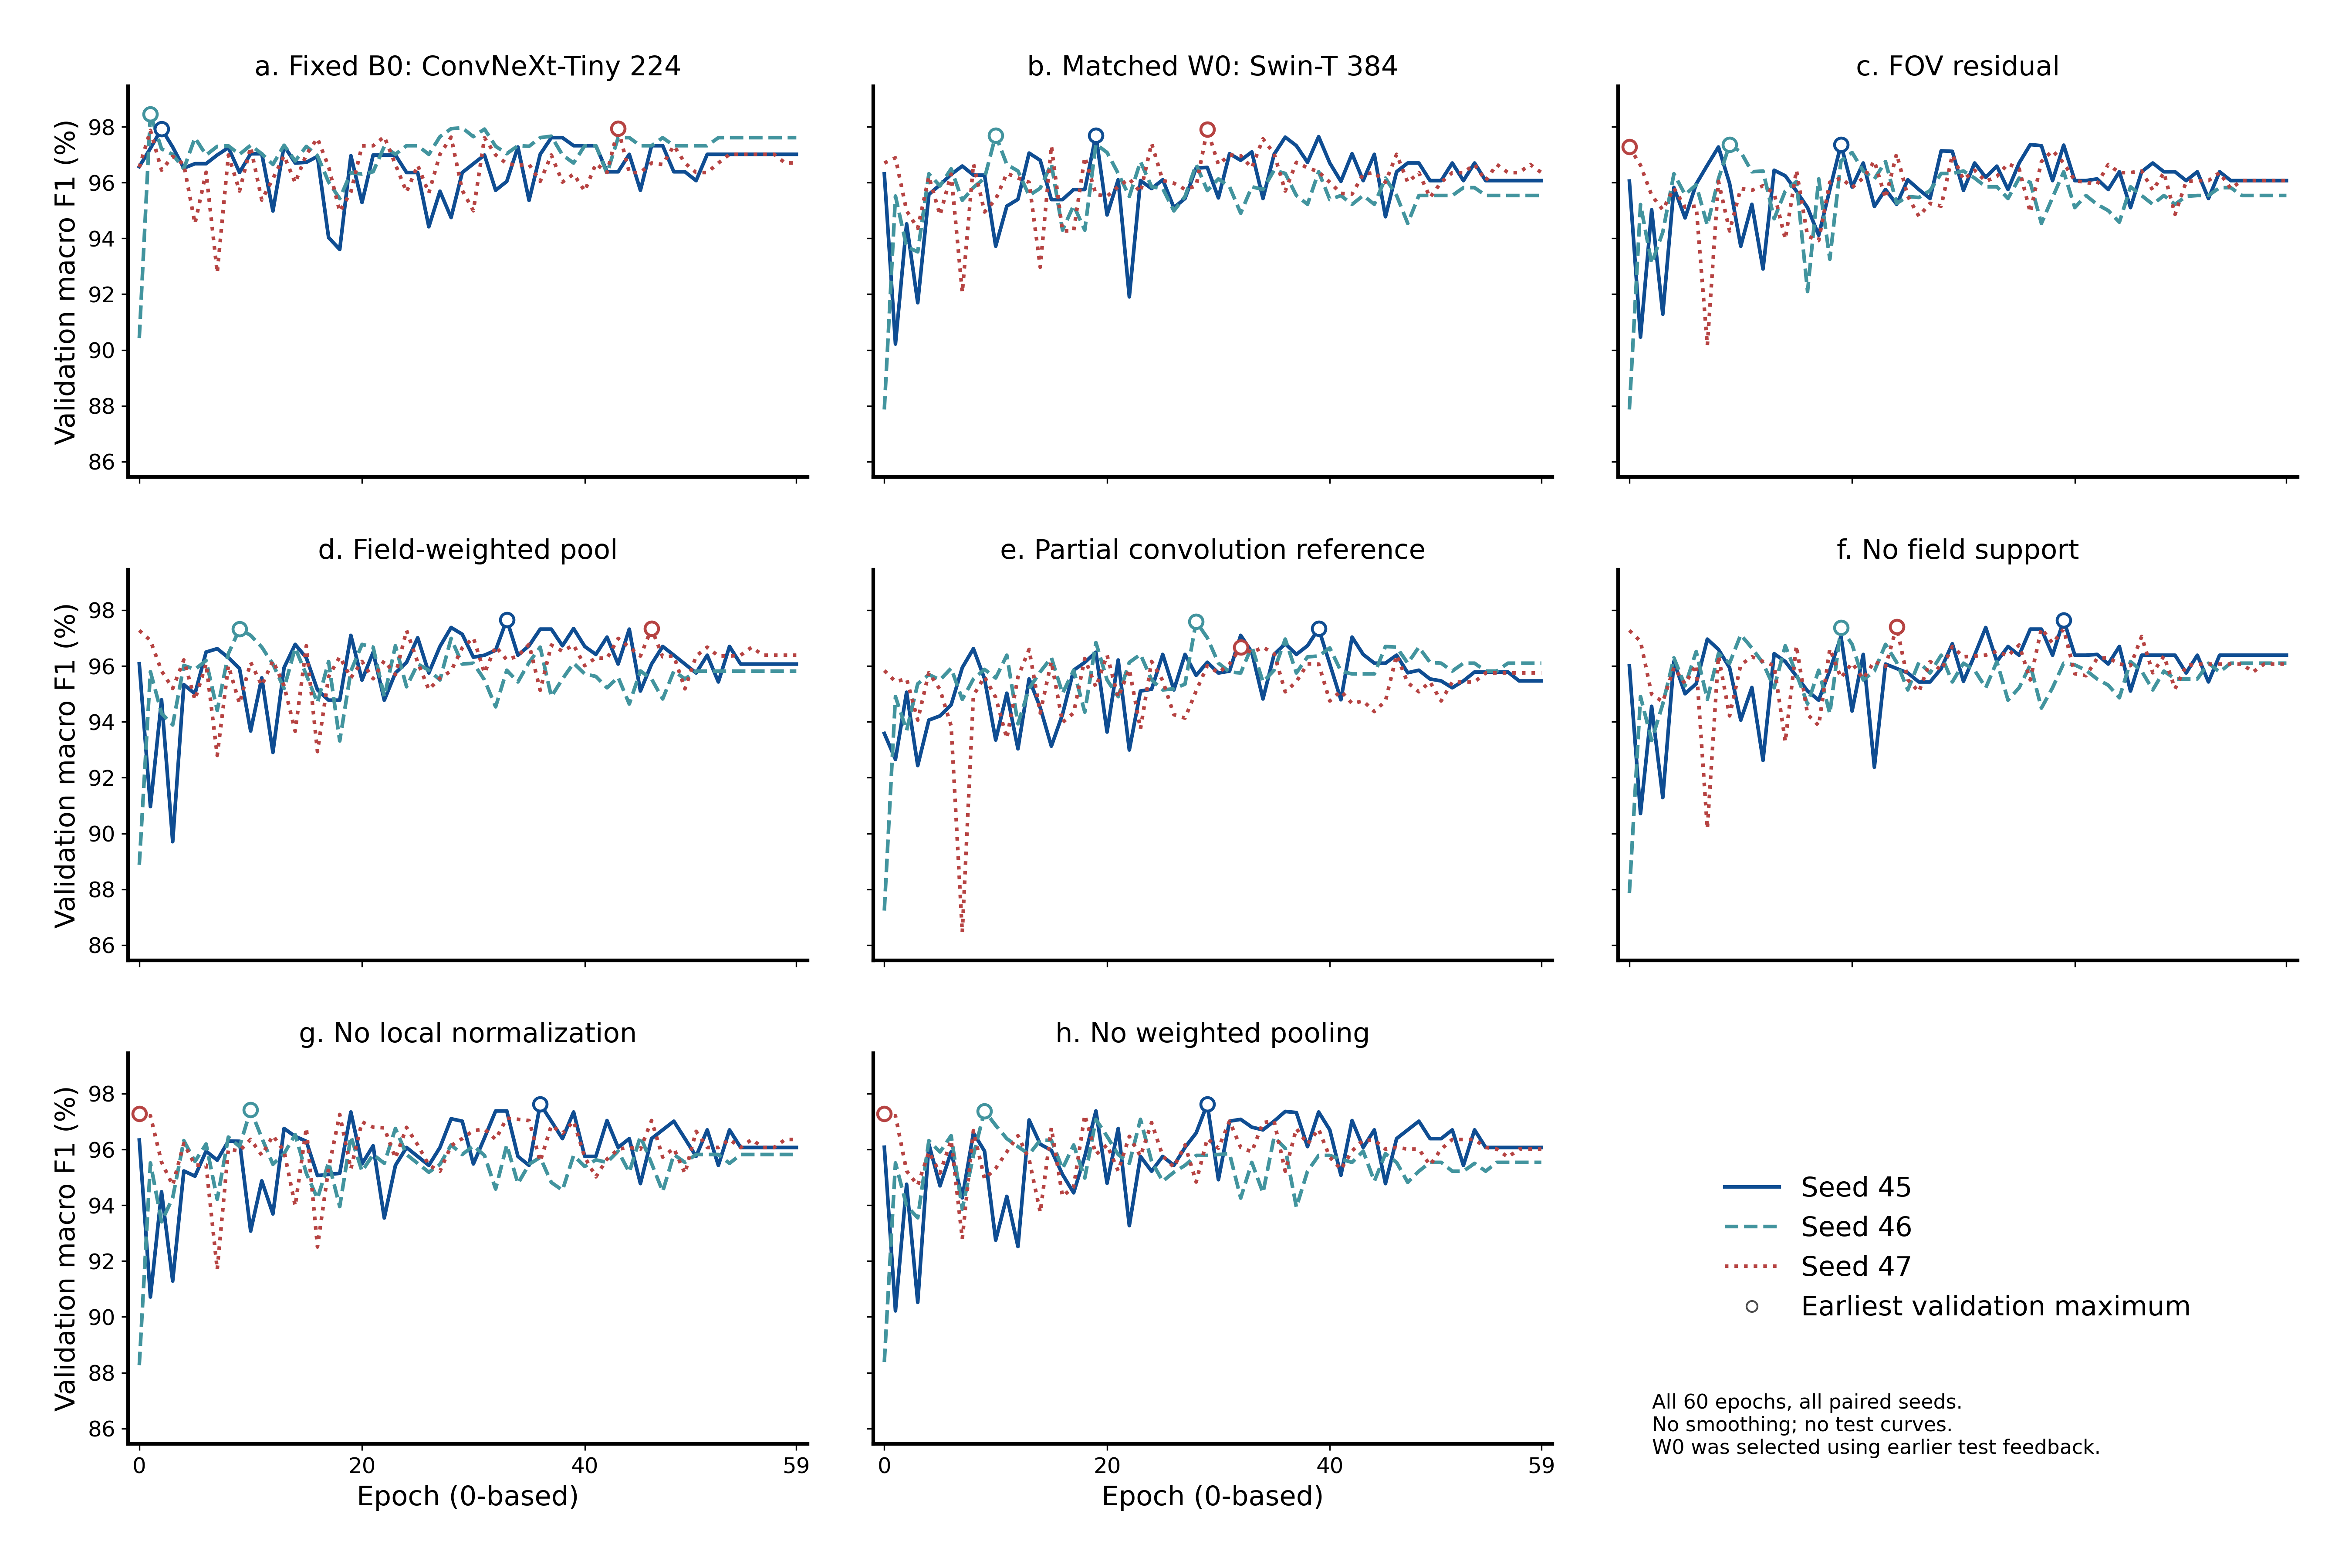 a. Fixed B0: ConvNeXt-Tiny 224
b. Matched W0: Swin-T 384
c. FOV residual
Validation macro F1 (%)
98
96
94
92
90
88
86
d. Field-weighted pool
e. Partial convolution reference
f. No field support
Validation macro F1 (%)
98
96
94
92
90
88
86
g. No local normalization
h. No weighted pooling
Validation macro F1 (%)
98
96
94
92
90
88
86
0
20
40
59
Epoch (0-based)
0
20
40
59
Epoch (0-based)
Seed 45
Seed 46
Seed 47
Earliest validation maximum
All 60 epochs, all paired seeds.
No smoothing; no test curves.
W0 was selected using earlier test feedback.